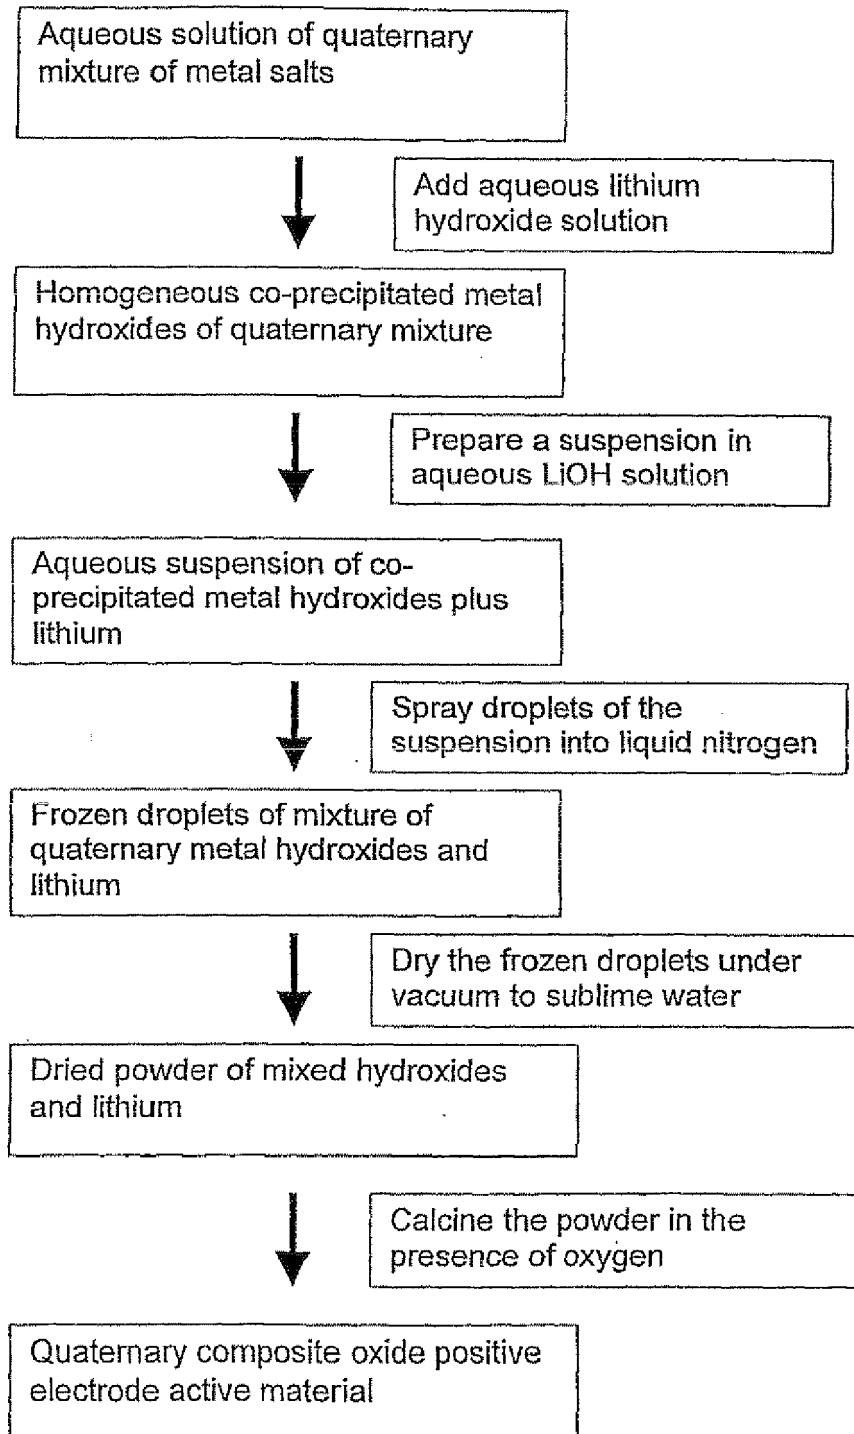 Aqueous solution of quaternary
mixture of metal salts
Add aqueous lithium
hydroxide solution
Homogeneous co-precipitated metal
hydroxides of quaternary mixture
Prepare a suspension in
aqueous LiOH solution
Aqueous suspension of co-
precipitated metal hydroxides plus
lithium
Spray droplets of the
suspension into liquid nitrogen
Frozen droplets of mixture of
quaternary metal hydroxides and
lithium
Dry the frozen droplets under
vacuum to sublime water
Dried powder of mixed hydroxides
and lithium
Calcine the powder in the
presence of oxygen
Quaternary composite oxide positive
electrode active material